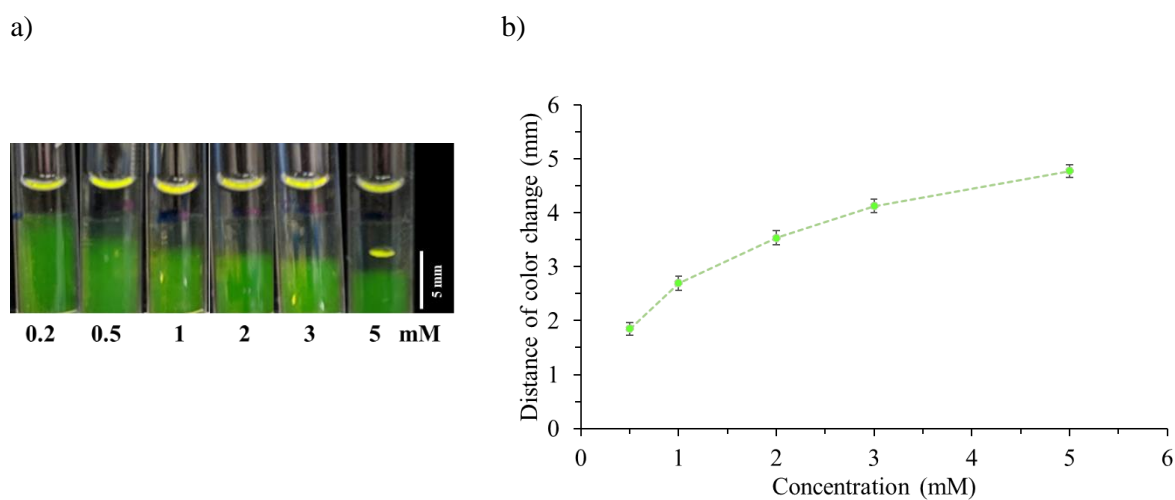 a)
b)
5 mm
0.2 0.5 1 2 3 5 mM
Distance of color change (mm)
6
5
4
3
2
1
0
0 1 2 3 4 5 6
Concentration (mM)